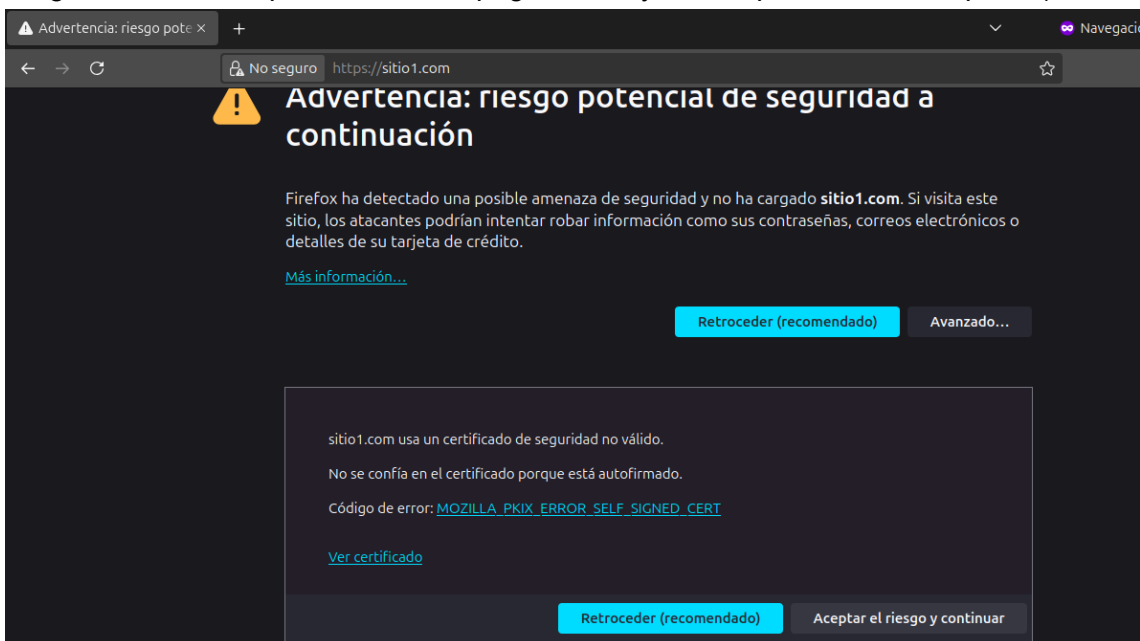 Advertencia: riesgo pote
Navegació
No seguro https://sitio1.com
Advertencia: riesgo potencial de seguridad a
continuación
Firefox ha detectado una posible amenaza de seguridad y no ha cargado sitio1.com. Si visita este
sitio, los atacantes podrían intentar robar información como sus contraseñas, correos electrónicos o
detalles de su tarjeta de crédito.
Más información...
Retroceder (recomendado) Avanzado...
sitio1.com usa un certificado de seguridad no válido.
No se confía en el certificado porque está autofirmado.
Código de error: MOZILLA_PKIX_ERROR_SELF_SIGNED_CERT
Ver certificado
Retroceder (recomendado) Aceptar el riesgo y continuar